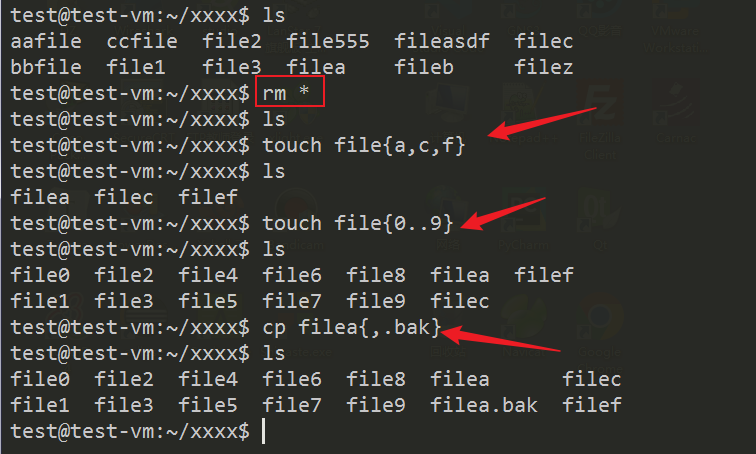 test@test-vm:~/xxxx$ ls
aafile  ccfile  file2  file555  fileasdf  filec
bbfile  file1   file3  filea    fileb     filez
test@test-vm:~/xxxx$ rm *
test@test-vm:~/xxxx$ ls
test@test-vm:~/xxxx$ touch file{a,c,f}
test@test-vm:~/xxxx$ ls
filea  filec  filef
test@test-vm:~/xxxx$ touch file{0..9}
test@test-vm:~/xxxx$ ls
file0  file2  file4  file6  file8  filea  filef
file1  file3  file5  file7  file9  filec
test@test-vm:~/xxxx$ cp filea{,.bak}
test@test-vm:~/xxxx$ ls
file0  file2  file4  file6  file8  filea      filec
file1  file3  file5  file7  file9  filea.bak  filef
test@test-vm:~/xxxx$